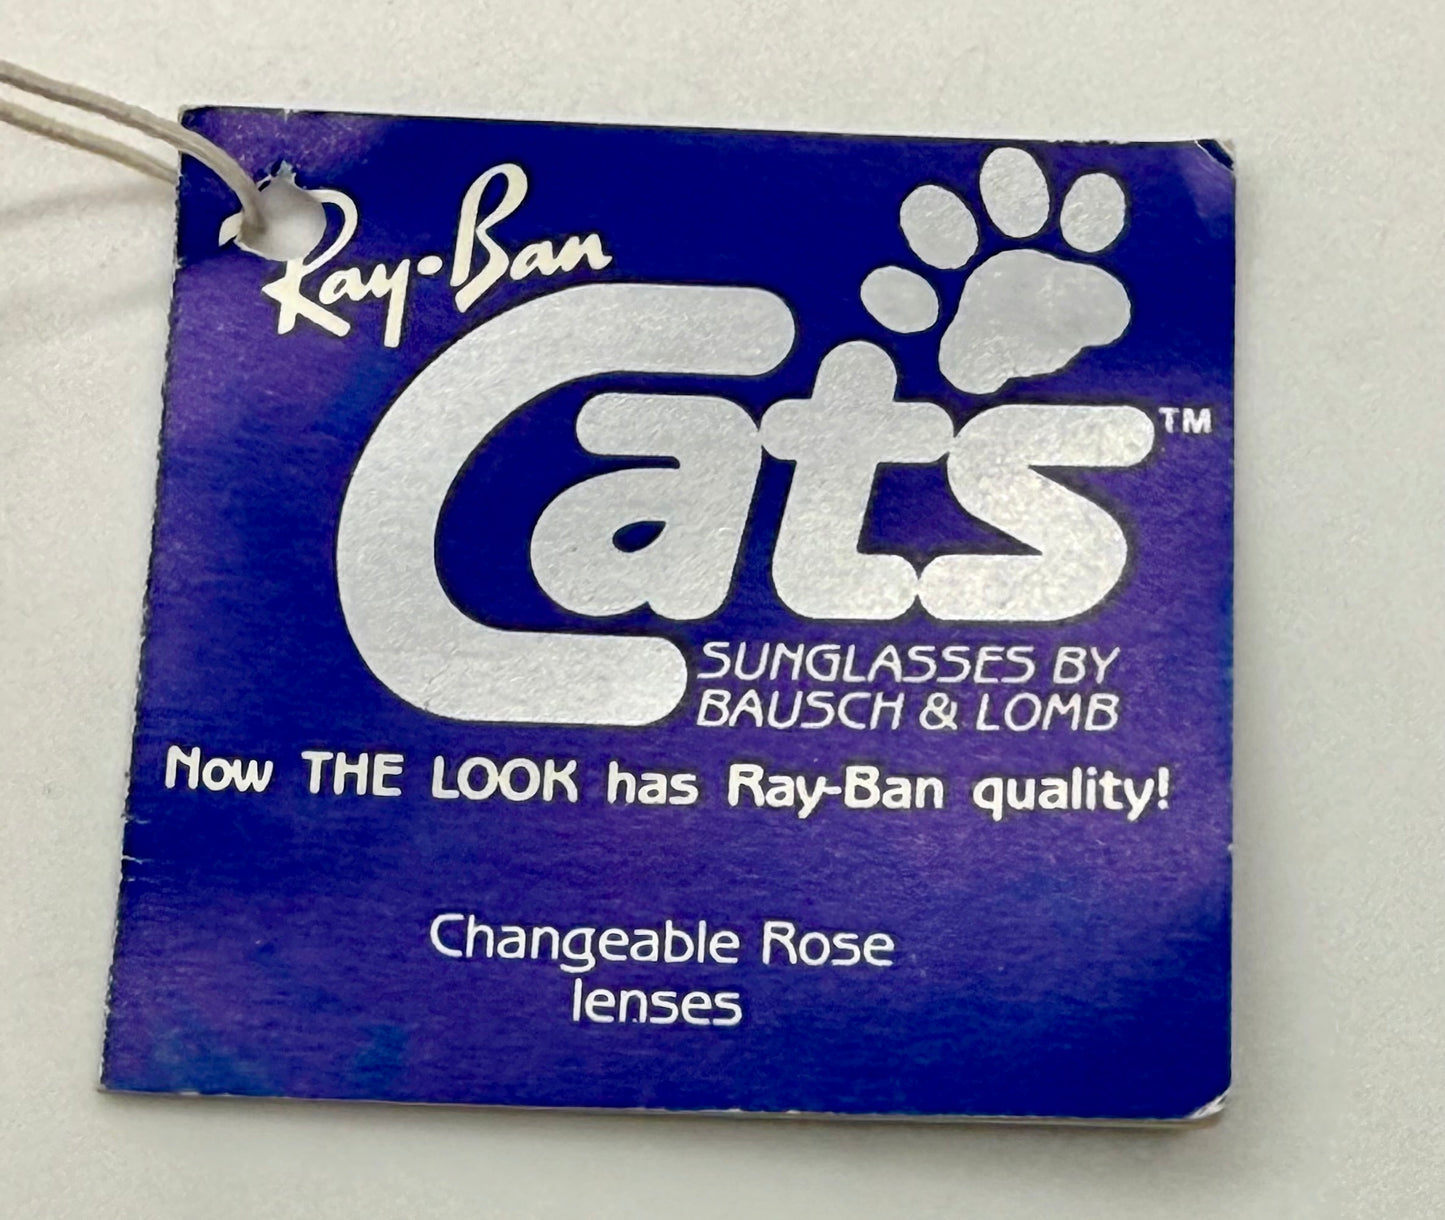 Ray-Ban
Cats™
SUNGLASSES BY
BAUSCH & LOMB
Now THE LOOK has Ray-Ban quality!
Changeable Rose
lenses